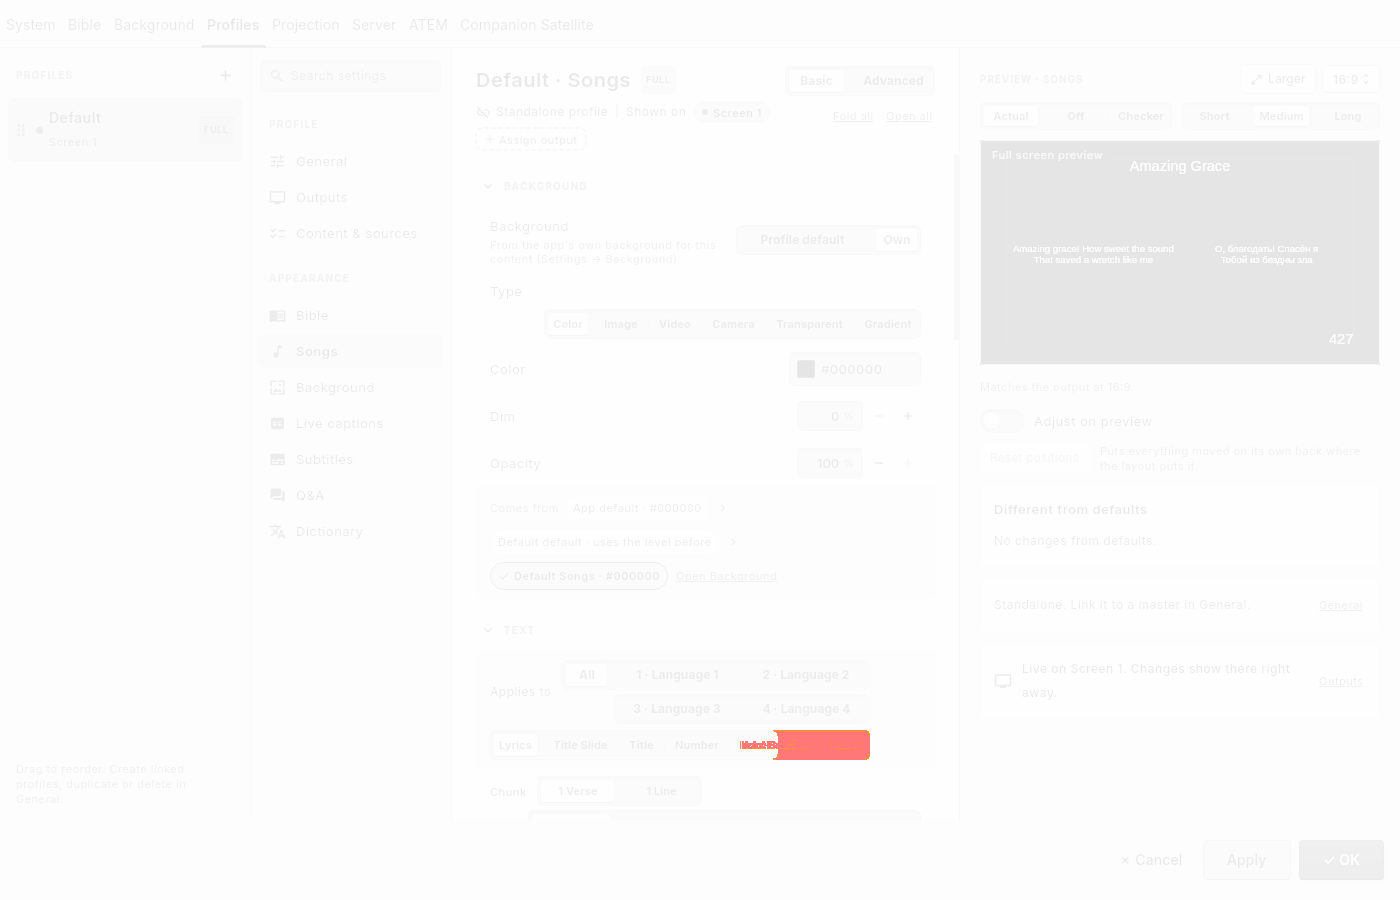 System Bible Background Profiles Projection Server ATEM Companion Satellite
PROFILES +
Default
Screen 1
FULL
Drag to reorder. Create linked
profiles, duplicate or delete in
General.
Search settings
PROFILE
General
Outputs
Content & sources
APPEARANCE
Bible
Songs
Background
Live captions
Subtitles
Q&A
Dictionary
Default · Songs FULL
Basic Advanced
Standalone profile | Shown on Screen 1
Fold all Open all
+ Assign output
BACKGROUND
Background
From the app's own background for this
content (Settings → Background)
Profile default Own
Type
Color Image Video Camera Transparent Gradient
Color #000000
Dim 0 % − +
Opacity 100 % − +
Comes from App default · #000000 ›
Default default · uses the level before ›
✓ Default Songs · #000000 Open Background
TEXT
Applies to
All 1 · Language 1 2 · Language 2
3 · Language 3 4 · Language 4
Lyrics Title Slide Title Number
Chunk 1 Verse 1 Line
PREVIEW · SONGS
Larger 16:9
Actual Off Checker Short Medium Long
Full screen preview
Amazing Grace
Amazing grace! How sweet the sound
That saved a wretch like me
О, благодать! Спасён я
Тобой из бездны зла
427
Matches the output at 16:9.
Adjust on preview
Reset positions
Puts everything moved on its own back where
the layout puts it.
Different from defaults
No changes from defaults.
Standalone. Link it to a master in General. General
Live on Screen 1. Changes show there right
away.
Outputs
× Cancel Apply ✓ OK